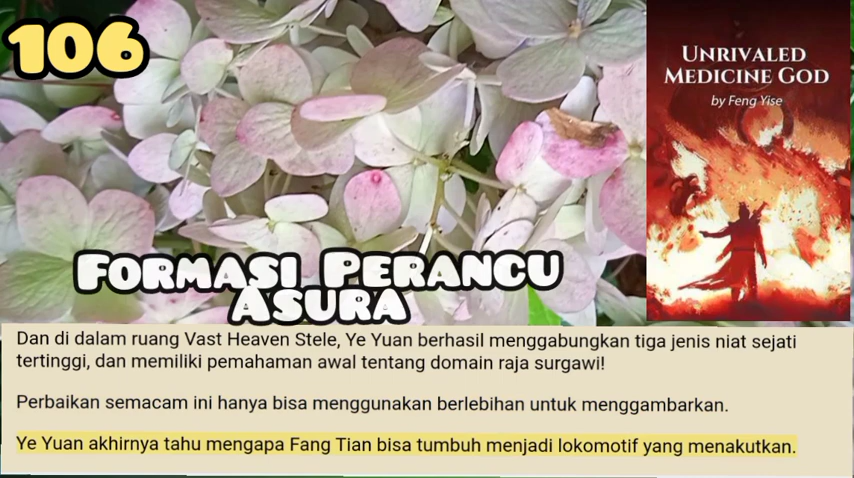 106
UNRIVALED
MEDICINE GOD
by Feng Yise
FORMASI PERANCU
ASURA
Dan di dalam ruang Vast Heaven Stele, Ye Yuan berhasil menggabungkan tiga jenis niat sejati
tertinggi, dan memiliki pemahaman awal tentang domain raja surgawi!
Perbaikan semacam ini hanya bisa menggunakan berlebihan untuk menggambarkan.
Ye Yuan akhirnya tahu mengapa Fang Tian bisa tumbuh menjadi lokomotif yang menakutkan.